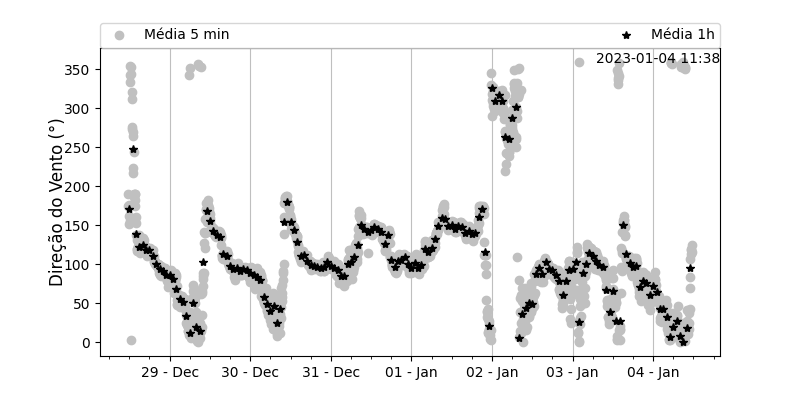 Média 5 min
Média 1h
2023-01-04 11:38
Direção do Vento (°)
350
300
250
200
150
100
50
0
29 - Dec
30 - Dec
31 - Dec
01 - Jan
02 - Jan
03 - Jan
04 - Jan